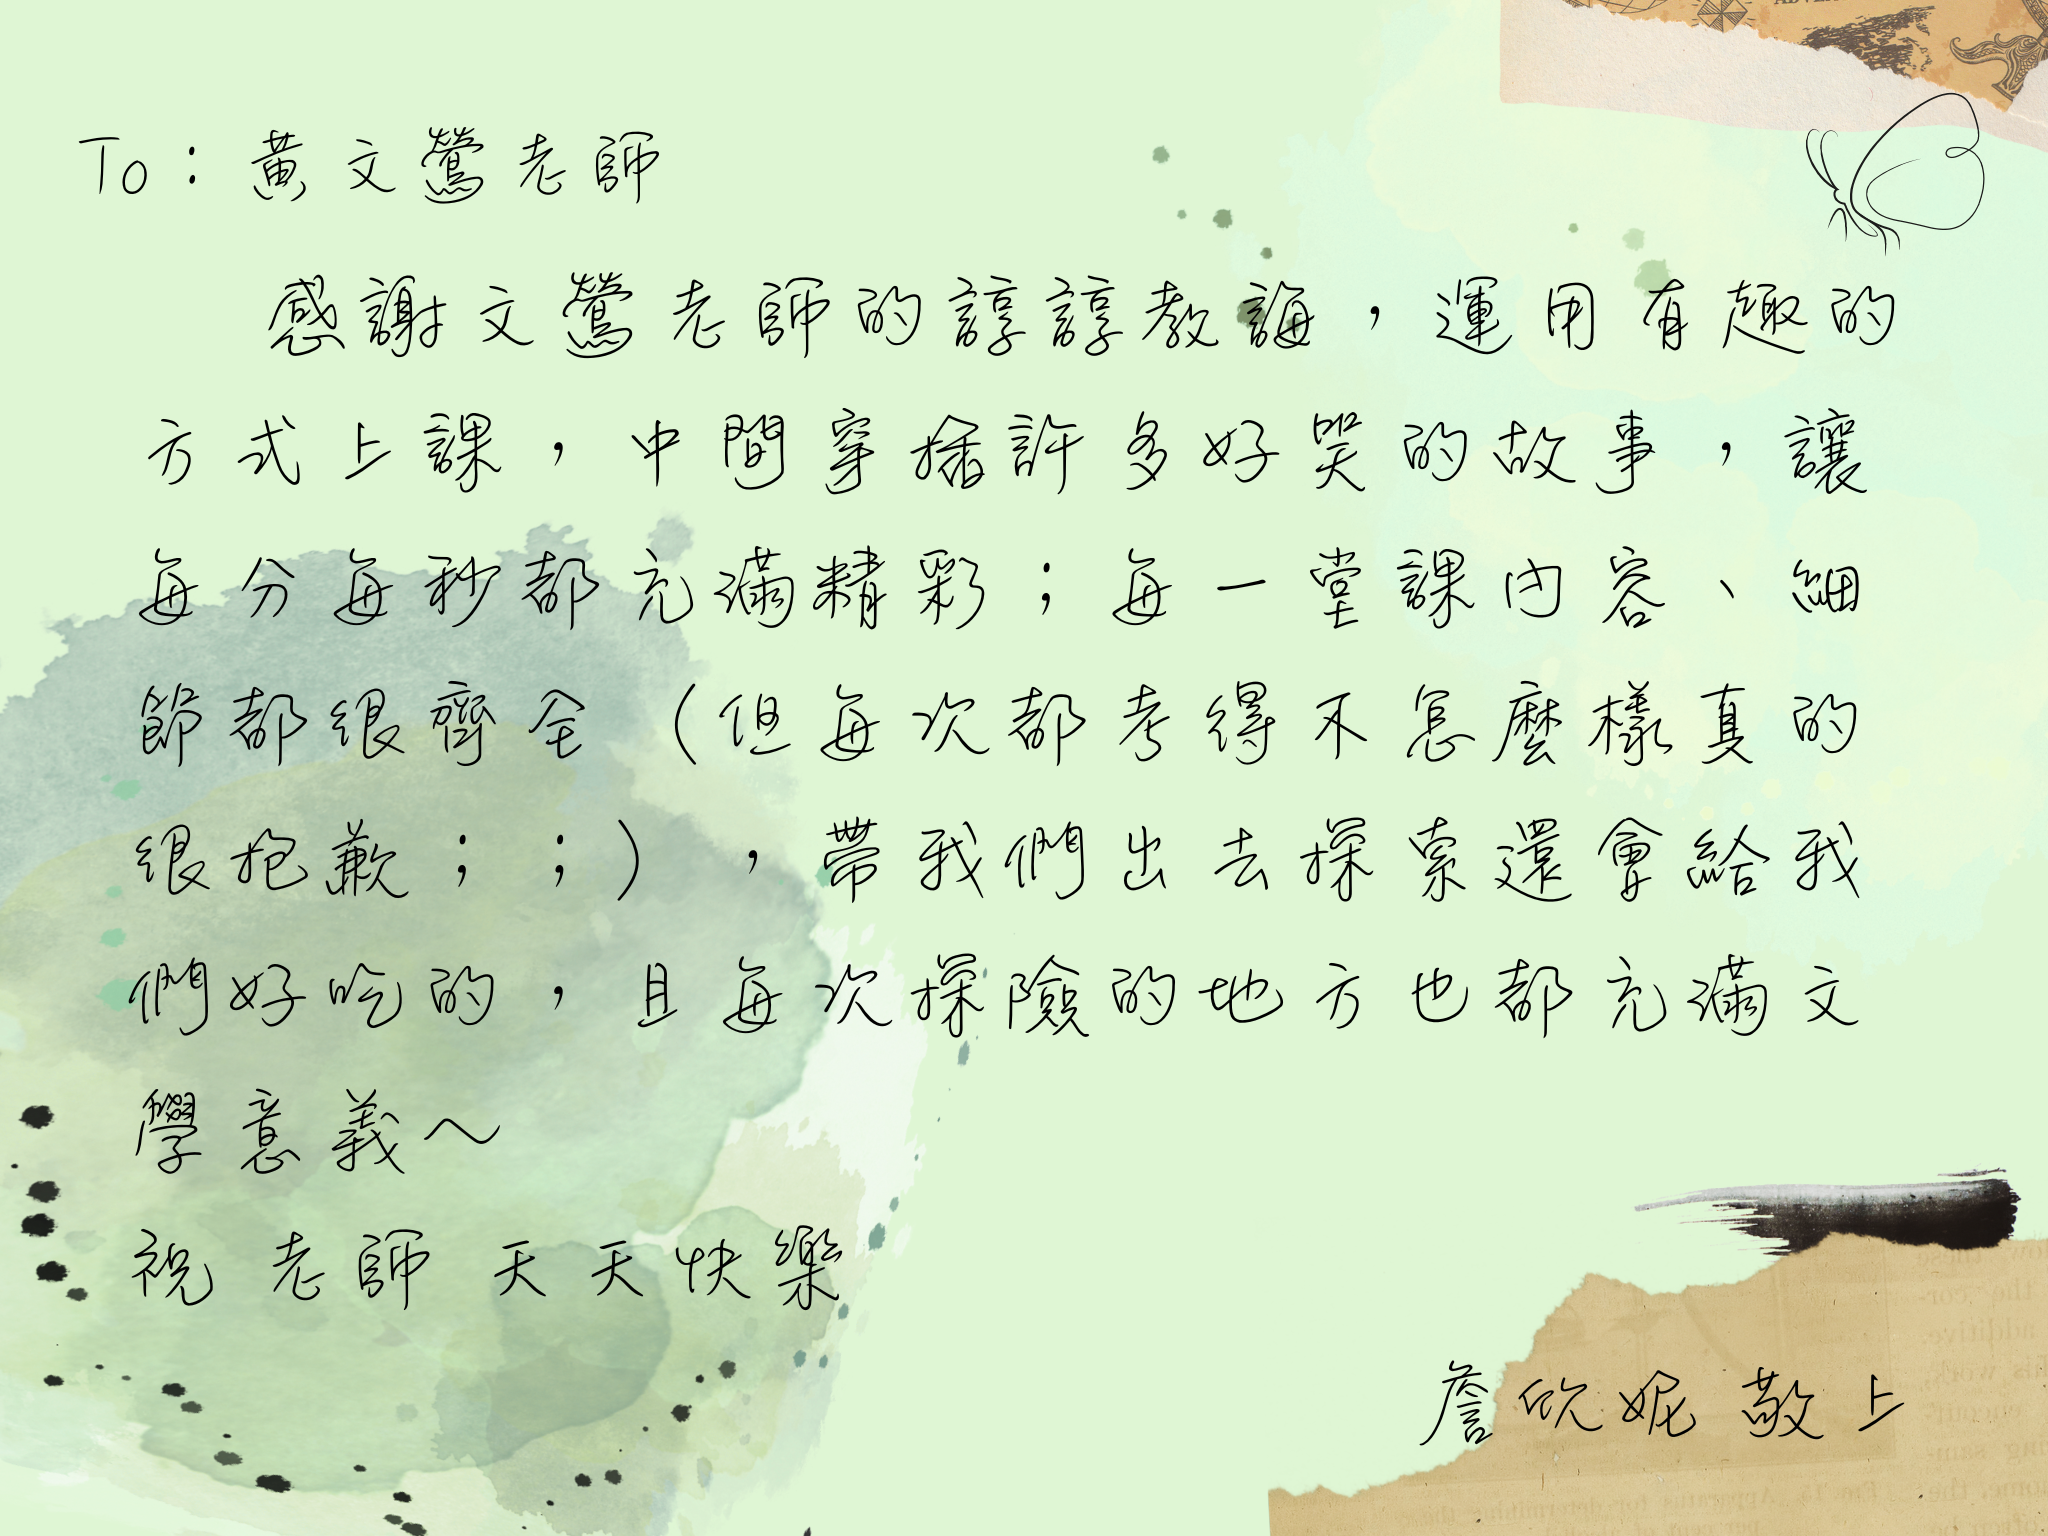 To：黃文鶯老師
感謝文鶯老師的諄諄教誨，運用有趣的
方式上課，中間穿插許多好笑的故事，讓
每分每秒都充滿精彩；每一堂課內容、細
節都很齊全（但每次都考得不怎麼樣真的
很抱歉；；），帶我們出去探索還會給我
們好吃的，且每次探險的地方也都充滿文
學意義～
祝 老師 天天快樂
詹欣妮 敬上